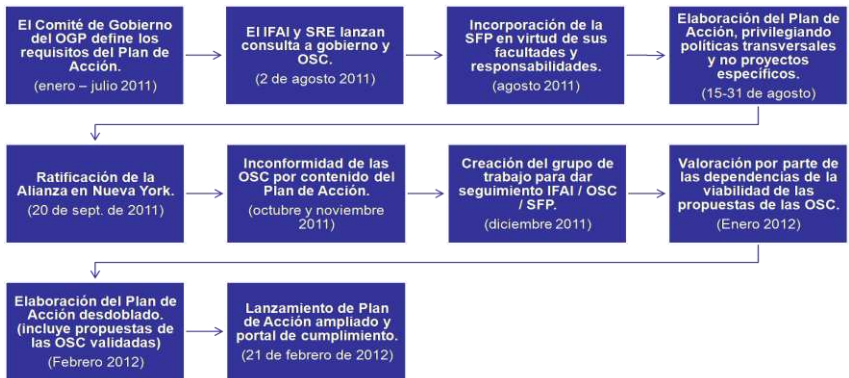 El Comité de Gobierno
del OGP define los
requisitos del Plan de
Acción.
(enero – julio 2011)
El IFAI y SRE lanzan
consulta a gobierno y
OSC.
(2 de agosto 2011)
Incorporación de la
SFP en virtud de sus
facultades y
responsabilidades.
(agosto 2011)
Elaboración del Plan de
Acción, privilegiando
políticas transversales
y no proyectos
específicos.
(15-31 de agosto)
Ratificación de la
Alianza en Nueva York.
(20 de sept. de 2011)
Inconformidad de las
OSC por contenido del
Plan de Acción.
(octubre y noviembre
2011)
Creación del grupo de
trabajo para dar
seguimiento IFAI / OSC
/ SFP.
(diciembre 2011)
Valoración por parte de
las dependencias de la
viabilidad de las
propuestas de las OSC.
(Enero 2012)
Elaboración del Plan de
Acción desdoblado.
(incluye propuestas de
las OSC validadas)
(Febrero 2012)
Lanzamiento de Plan
de Acción ampliado y
portal de cumplimiento.
(21 de febrero de 2012)